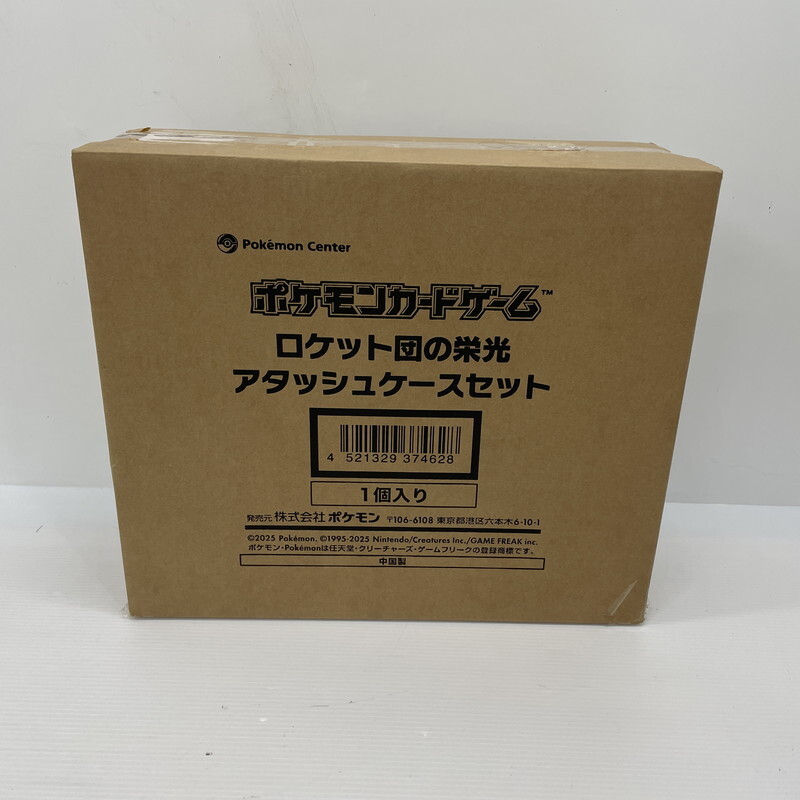 Pokémon Center
ポケモンカードゲーム™
ロケット団の栄光
アタッシュケースセット
4 521329 374628
1個入り
発売元 株式会社 ポケモン 〒106-6108 東京都港区六本木6-10-1
©2025 Pokémon. ©1995-2025 Nintendo/Creatures Inc./GAME FREAK inc.
ポケモン・Pokémonは任天堂・クリーチャーズ・ゲームフリークの登録商標です。
中国製